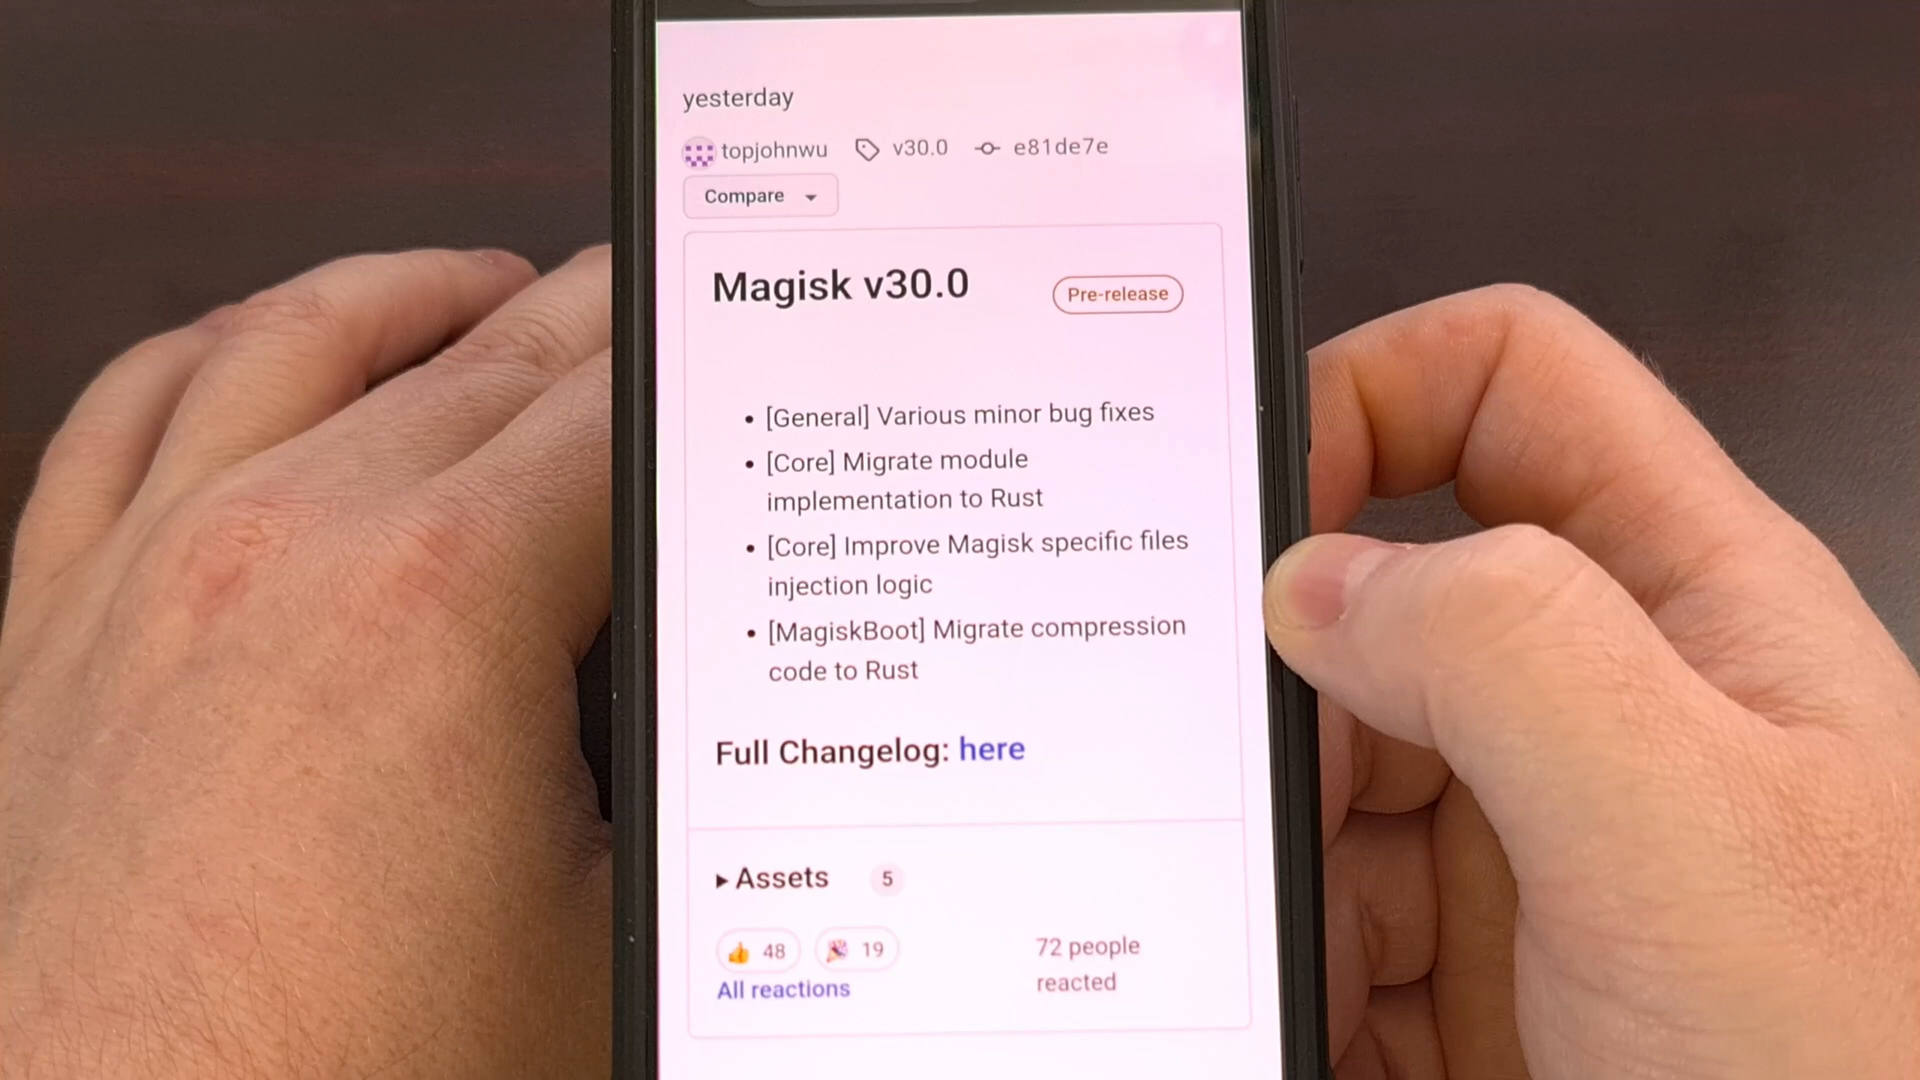 yesterday
topjohnwu v30.0 e81de7e
Compare
Magisk v30.0 Pre-release
• [General] Various minor bug fixes
• [Core] Migrate module
implementation to Rust
• [Core] Improve Magisk specific files
injection logic
• [MagiskBoot] Migrate compression
code to Rust
Full Changelog: here
Assets 5
👍 48 🎉 19 72 people
reacted
All reactions